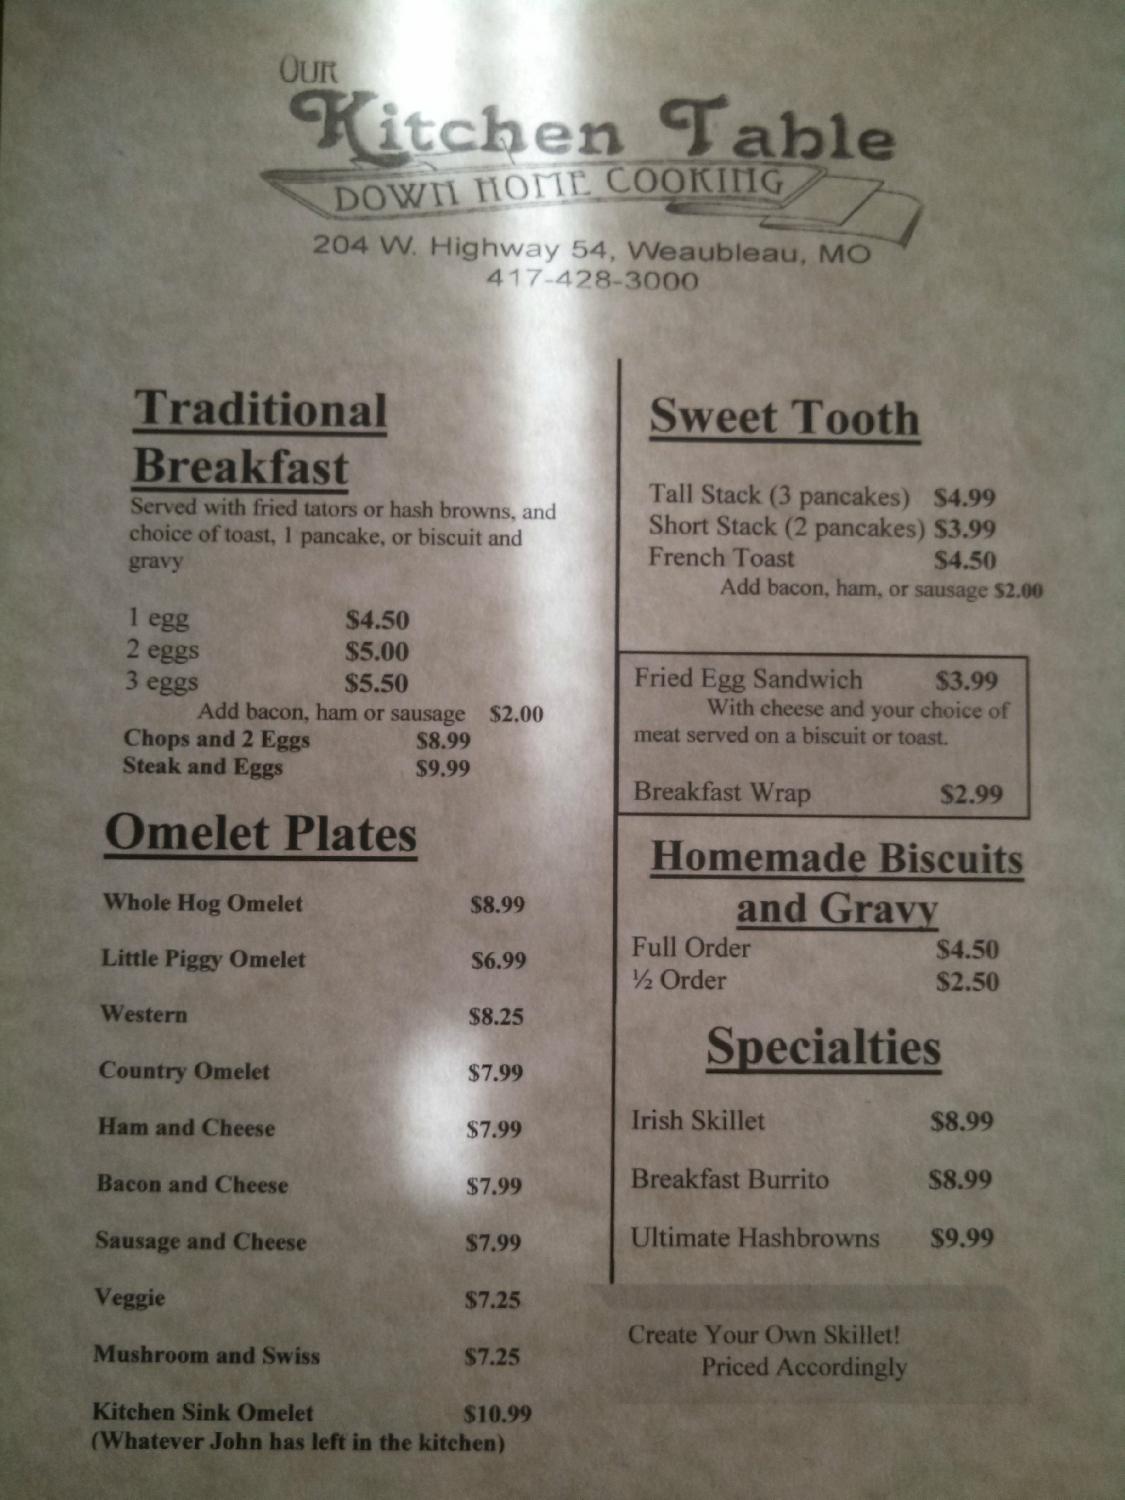 OUR
Kitchen Table
DOWN HOME COOKING
204 W. Highway 54, Weaubleau, MO
417-428-3000
Traditional
Breakfast
Served with fried tators or hash browns, and
choice of toast, 1 pancake, or biscuit and
gravy
1 egg $4.50
2 eggs $5.00
3 eggs $5.50
Add bacon, ham or sausage $2.00
Chops and 2 Eggs $8.99
Steak and Eggs $9.99
Omelet Plates
Whole Hog Omelet $8.99
Little Piggy Omelet $6.99
Western $8.25
Country Omelet $7.99
Ham and Cheese $7.99
Bacon and Cheese $7.99
Sausage and Cheese $7.99
Veggie $7.25
Mushroom and Swiss $7.25
Kitchen Sink Omelet $10.99
(Whatever John has left in the kitchen)
Sweet Tooth
Tall Stack (3 pancakes) $4.99
Short Stack (2 pancakes) $3.99
French Toast $4.50
Add bacon, ham, or sausage $2.00
Fried Egg Sandwich $3.99
With cheese and your choice of
meat served on a biscuit or toast.
Breakfast Wrap $2.99
Homemade Biscuits
and Gravy
Full Order $4.50
½ Order $2.50
Specialties
Irish Skillet $8.99
Breakfast Burrito $8.99
Ultimate Hashbrowns $9.99
Create Your Own Skillet!
Priced Accordingly